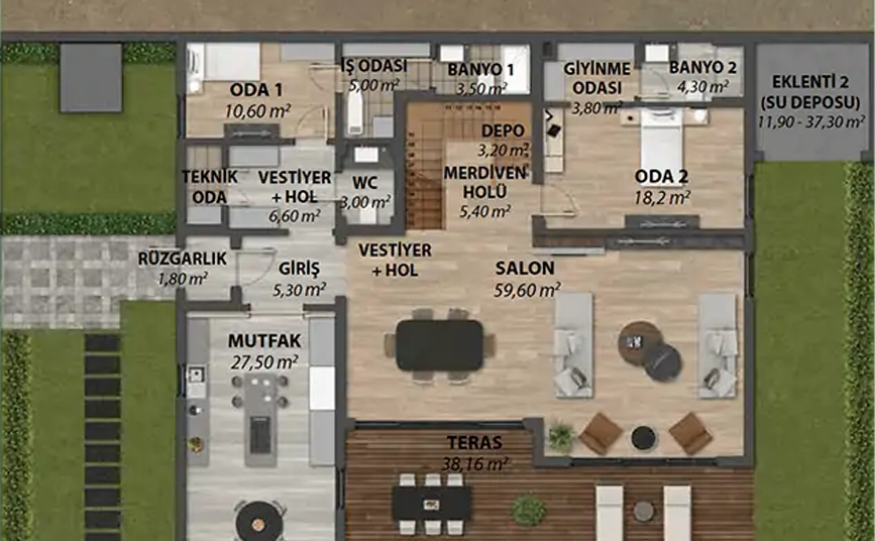 ODA 1
10,60 m²
İŞ ODASI
5,00 m²
BANYO 1
3,50 m²
GİYİNME
ODASI
3,80 m²
BANYO 2
4,30 m²
EKLENTİ 2
(SU DEPOSU)
11,90 - 37,30 m²
DEPO
3,20 m²
TEKNİK
ODA
VESTİYER
+ HOL
6,60 m²
WC
3,00 m²
MERDİVEN
HOLÜ
5,40 m²
ODA 2
18,2 m²
RÜZGARLIK
1,80 m²
GİRİŞ
5,30 m²
VESTİYER
+ HOL
SALON
59,60 m²
MUTFAK
27,50 m²
TERAS
38,16 m²